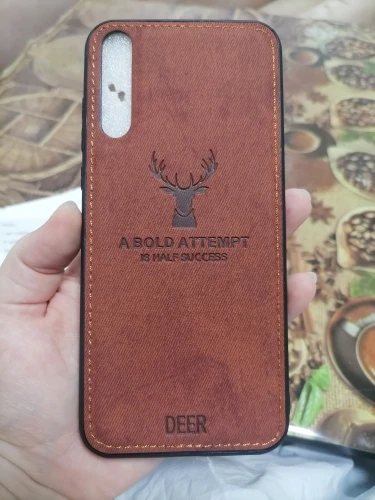 A BOLD ATTEMPT
IS HALF SUCCESS
DEER